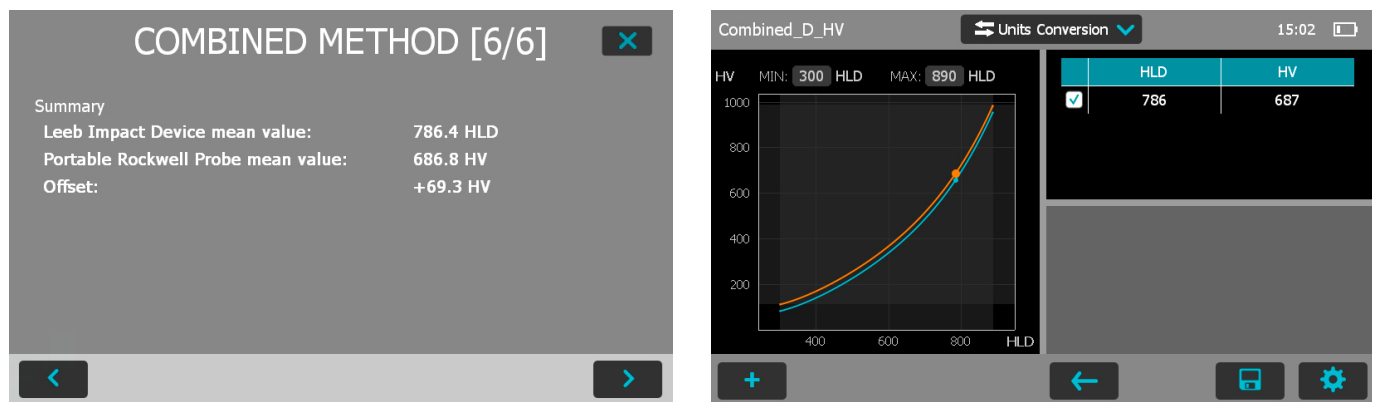 COMBINED METHOD [6/6]
Summary
Leeb Impact Device mean value: 786.4 HLD
Portable Rockwell Probe mean value: 686.8 HV
Offset: +69.3 HV
Combined_D_HV Units Conversion 15:02
HV MIN: 300 HLD MAX: 890 HLD
1000
800
600
400
200
400 600 800 HLD
HLD HV
786 687